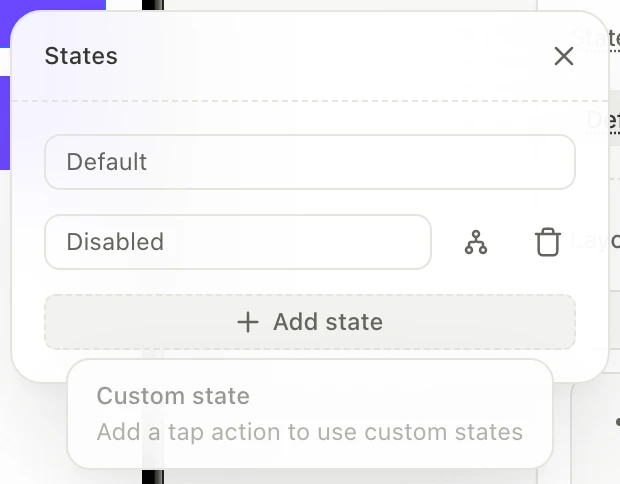 States
Default
Disabled
Add state
Custom state
Add a tap action to use custom states